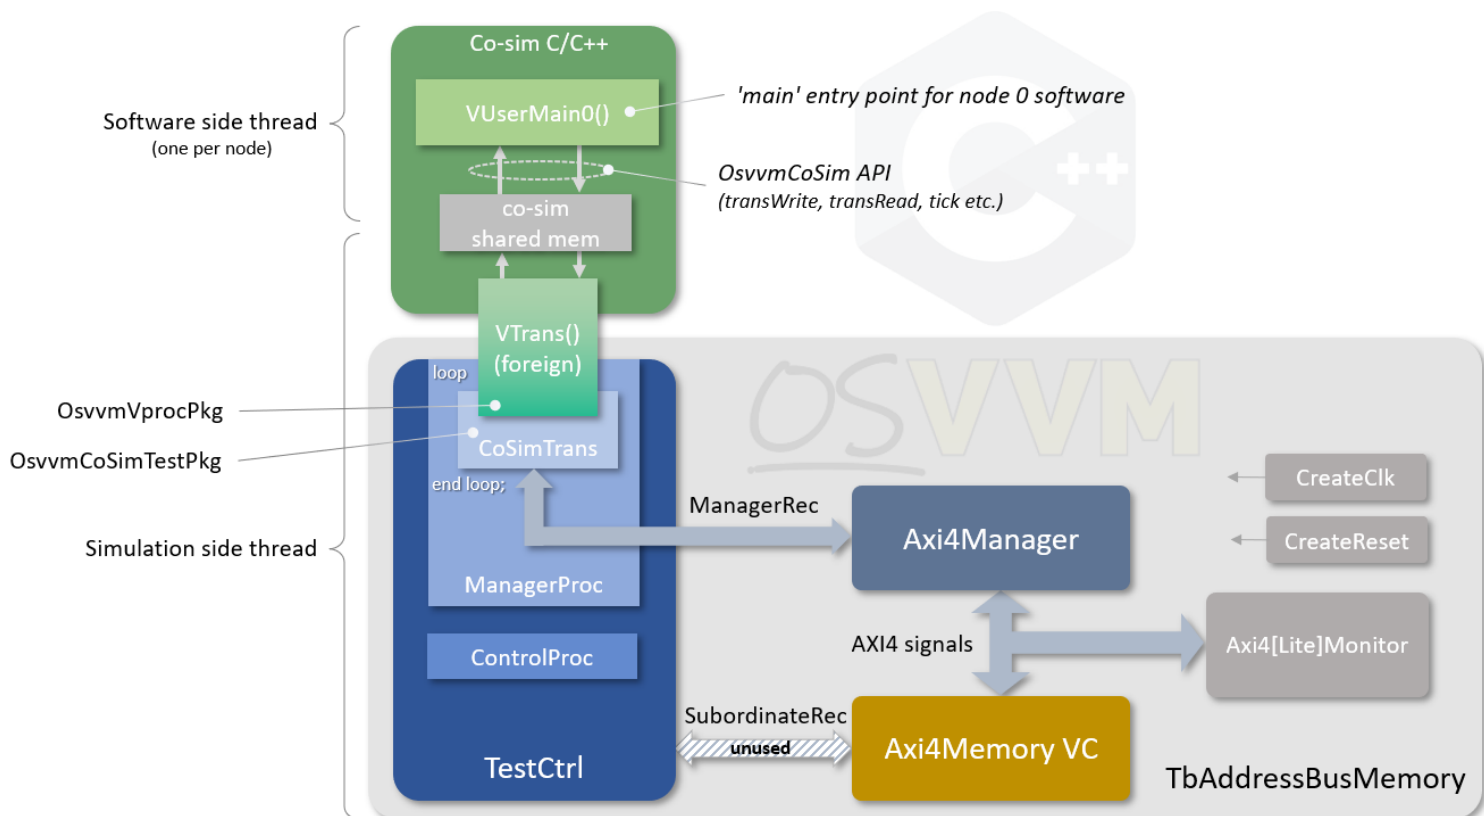 Co-sim C/C++
VUserMain0()
'main' entry point for node 0 software
Software side thread
(one per node)
OsvvmCoSim API
(transWrite, transRead, tick etc.)
++
co-sim
shared mem
VTrans()
(foreign)
loop
OSVVM
OsvvmVprocPkg
OsvvmCoSimTestPkg
CoSimTrans
end loop;
ManagerRec
Axi4Manager
CreateClk
CreateReset
Simulation side thread
ManagerProc
AXI4 signals
Axi4[Lite]Monitor
ControlProc
SubordinateRec
unused
Axi4Memory VC
TestCtrl
TbAddressBusMemory